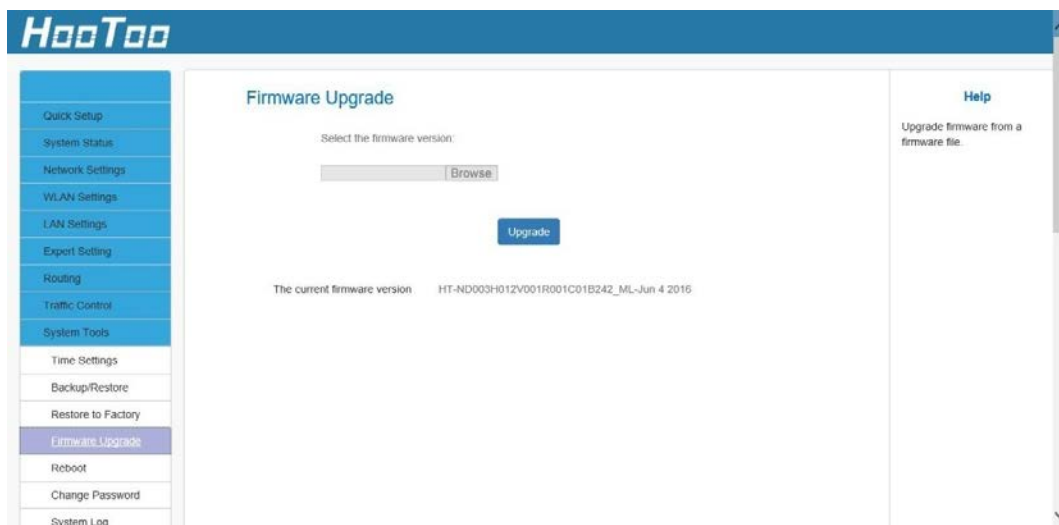 HooToo
Quick Setup
System Status
Network Settings
WLAN Settings
LAN Settings
Expert Setting
Routing
Traffic Control
System Tools
Time Settings
Backup/Restore
Restore to Factory
Firmware Upgrade
Reboot
Change Password
System Log
Firmware Upgrade
Select the firmware version:
Browse
Upgrade
The current firmware version HT-ND003H012V001R001C01B242_ML-Jun 4 2016
Help
Upgrade firmware from a
firmware file.